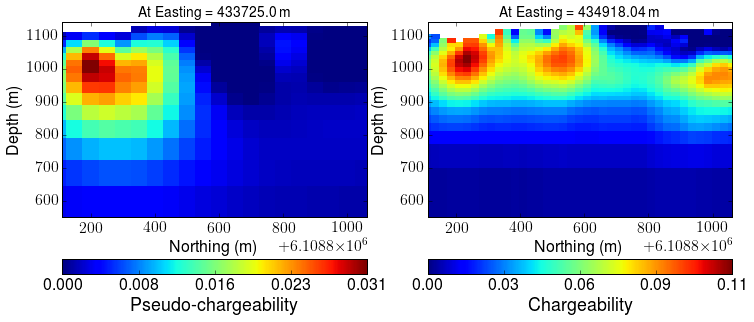 At Easting = 433725.0 m
1100
1000
900
800
700
600
Depth (m)
200 400 600 800 1000
Northing (m) +6.1088×10⁶
0.000 0.008 0.016 0.023 0.031
Pseudo-chargeability
At Easting = 434918.04 m
1100
1000
900
800
700
600
Depth (m)
200 400 600 800 1000
Northing (m) +6.1088×10⁶
0.00 0.03 0.06 0.09 0.11
Chargeability